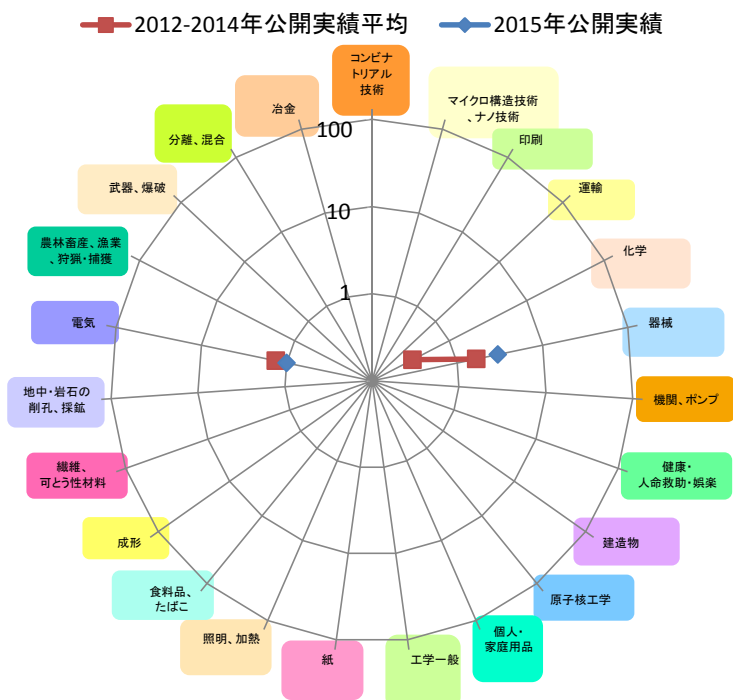 2012-2014年公開実績平均
2015年公開実績
コンビナ
トリアル
技術
マイクロ構造技術
、ナノ技術
印刷
運輸
化学
器械
機関、ポンプ
健康・
人命救助・娯楽
建造物
原子核工学
個人・
家庭用品
工学一般
紙
照明、加熱
食料品、
たばこ
成形
繊維、
可とう性材料
地中・岩石の
削孔、採鉱
電気
農林畜産、漁業
、狩猟・捕獲
武器、爆破
分離、混合
冶金
100
10
1